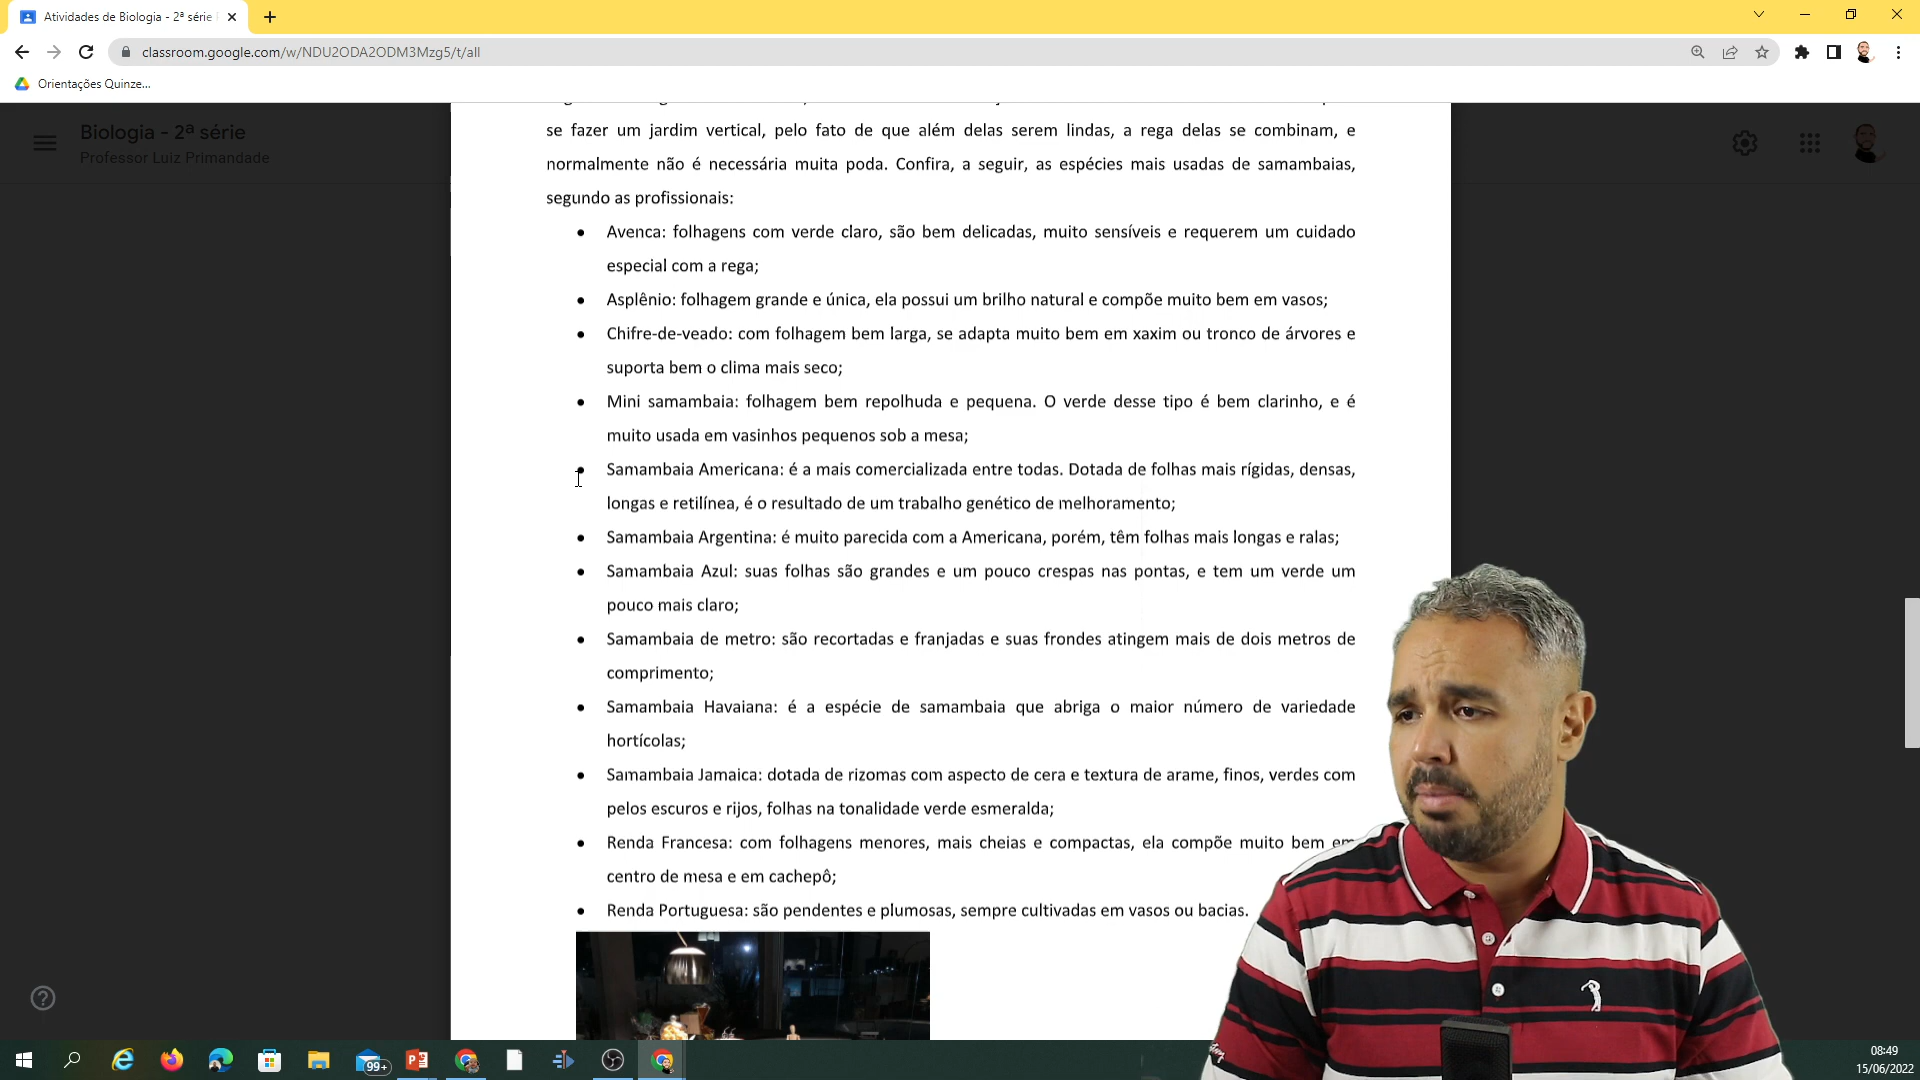 Atividades de Biologia - 2ª série
classroom.google.com/w/NDU2ODA2ODM3Mzg5/t/all
Orientações Quinze...
Biologia - 2ª série
Professor Luiz Primandade
se fazer um jardim vertical, pelo fato de que além delas serem lindas, a rega delas se combinam, e
normalmente não é necessária muita poda. Confira, a seguir, as espécies mais usadas de samambaias,
segundo as profissionais:
• Avenca: folhagens com verde claro, são bem delicadas, muito sensíveis e requerem um cuidado
especial com a rega;
• Asplênio: folhagem grande e única, ela possui um brilho natural e compõe muito bem em vasos;
• Chifre-de-veado: com folhagem bem larga, se adapta muito bem em xaxim ou tronco de árvores e
suporta bem o clima mais seco;
• Mini samambaia: folhagem bem repolhuda e pequena. O verde desse tipo é bem clarinho, e é
muito usada em vasinhos pequenos sob a mesa;
• Samambaia Americana: é a mais comercializada entre todas. Dotada de folhas mais rígidas, densas,
longas e retilínea, é o resultado de um trabalho genético de melhoramento;
• Samambaia Argentina: é muito parecida com a Americana, porém, têm folhas mais longas e ralas;
• Samambaia Azul: suas folhas são grandes e um pouco crespas nas pontas, e tem um verde um
pouco mais claro;
• Samambaia de metro: são recortadas e franjadas e suas frondes atingem mais de dois metros de
comprimento;
• Samambaia Havaiana: é a espécie de samambaia que abriga o maior número de variedade
hortícolas;
• Samambaia Jamaica: dotada de rizomas com aspecto de cera e textura de arame, finos, verdes com
pelos escuros e rijos, folhas na tonalidade verde esmeralda;
• Renda Francesa: com folhagens menores, mais cheias e compactas, ela compõe muito bem em
centro de mesa e em cachepô;
• Renda Portuguesa: são pendentes e plumosas, sempre cultivadas em vasos ou bacias.
99+
08:49
15/06/2022